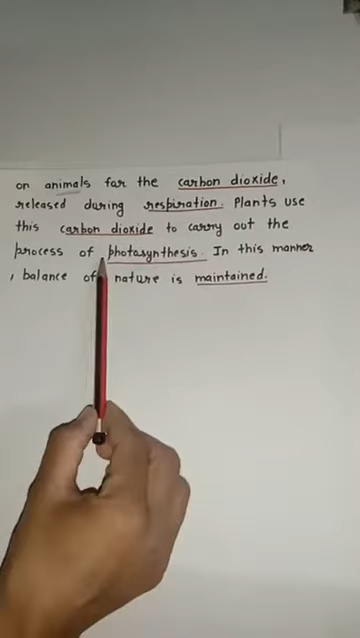 on animals for the carbon dioxide,
released during respiration. Plants use
this carbon dioxide to carry out the
process of photosynthesis. In this manner
, balance of nature is maintained.